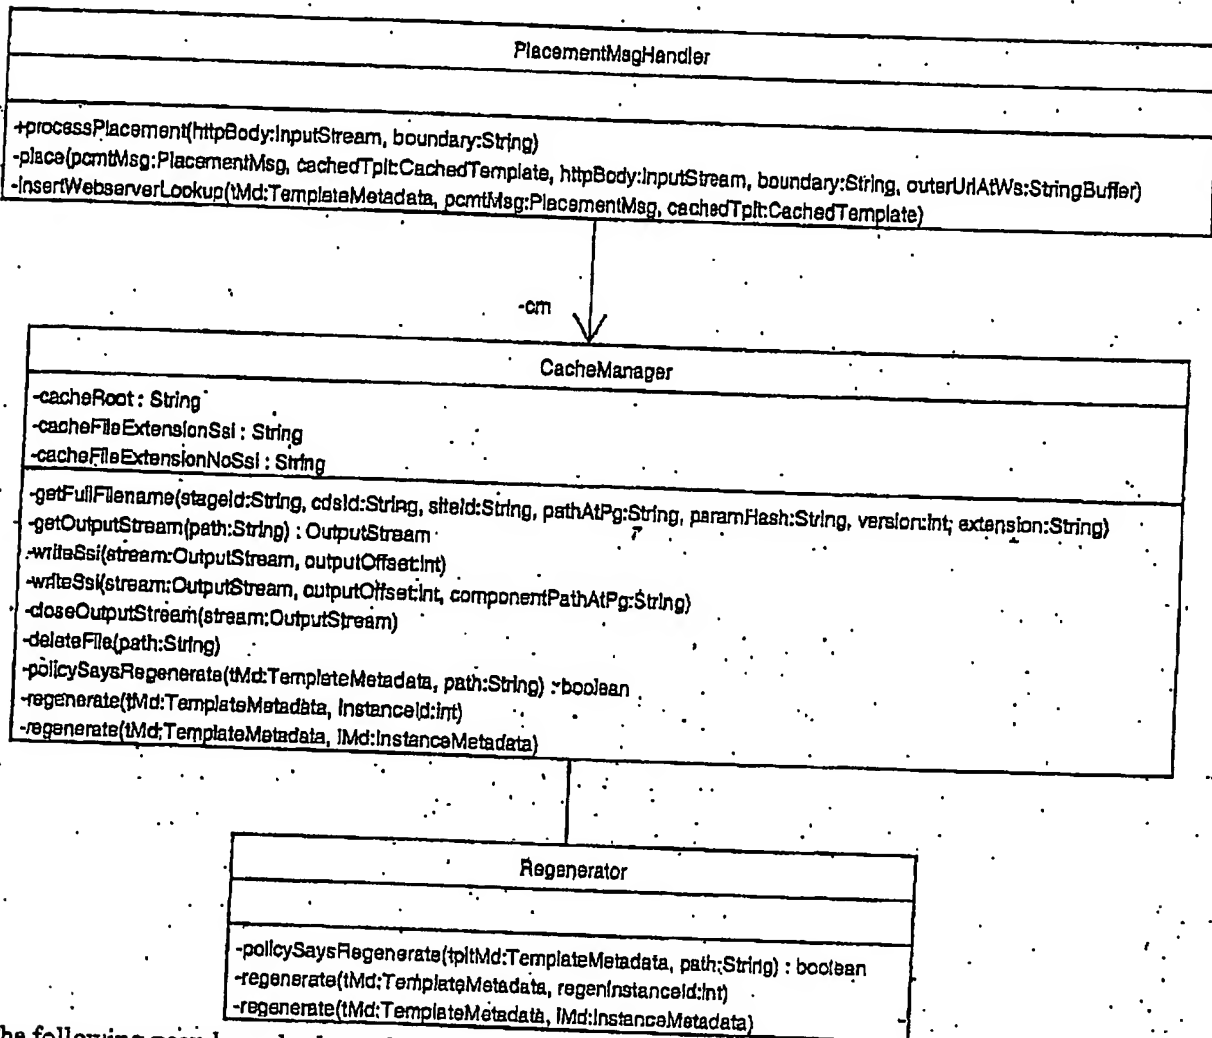 PlacementMsgHandler
+processPlacement(httpBody:InputStream, boundary:String)
-place(pcmtMsg:PlacementMsg, cachedTplt:CachedTemplate, httpBody:InputStream, boundary:String, outerUrlAtWs:StringBuffer)
-insertWebserverLookup(tMd:TemplateMetadata, pcmtMsg:PlacementMsg, cachedTplt:CachedTemplate)
-cm
CacheManager
-cacheRoot : String
-cacheFileExtensionSsi : String
-cacheFileExtensionNoSsi : String
-getFullFilename(stageId:String, cdsId:String, siteId:String, pathAtPg:String, paramHash:String, version:int, extension:String)
-getOutputStream(path:String) : OutputStream
-writeSsi(stream:OutputStream, outputOffset:int)
-writeSsi(stream:OutputStream, outputOffset:int, componentPathAtPg:String)
-closeOutputStream(stream:OutputStream)
-deleteFile(path:String)
-policySaysRegenerate(tMd:TemplateMetadata, path:String) : boolean
-regenerate(tMd:TemplateMetadata, instanceId:int)
-regenerate(tMd:TemplateMetadata, iMd:InstanceMetadata)
Regenerator
-policySaysRegenerate(tpltMd:TemplateMetadata, path:String) : boolean
-regenerate(tMd:TemplateMetadata, regenInstanceId:int)
-regenerate(tMd:TemplateMetadata, iMd:InstanceMetadata)
following